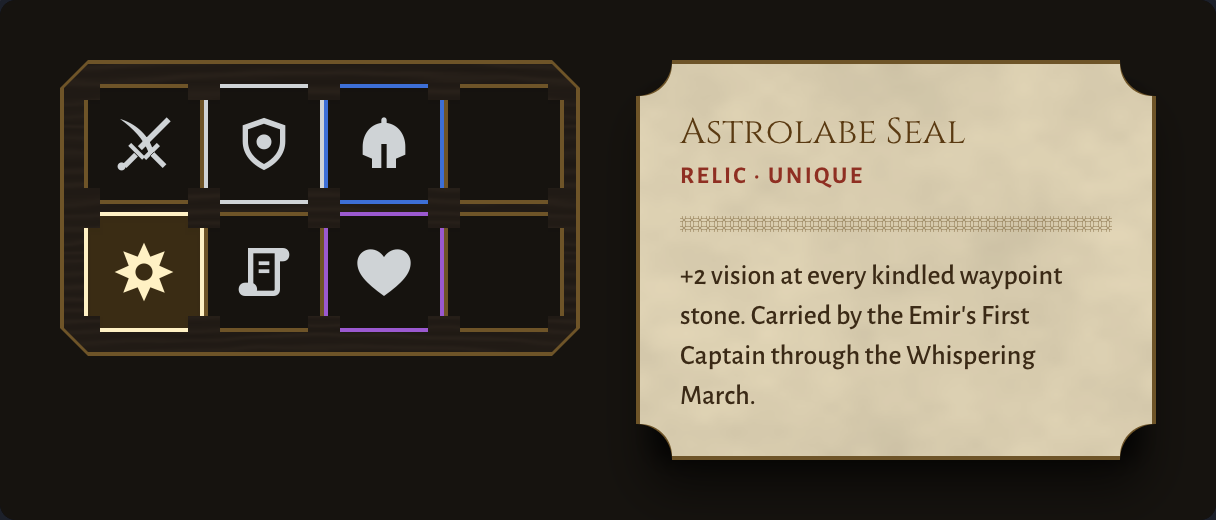 Astrolabe Seal
RELIC · UNIQUE
+2 vision at every kindled waypoint
stone. Carried by the Emir's First
Captain through the Whispering
March.